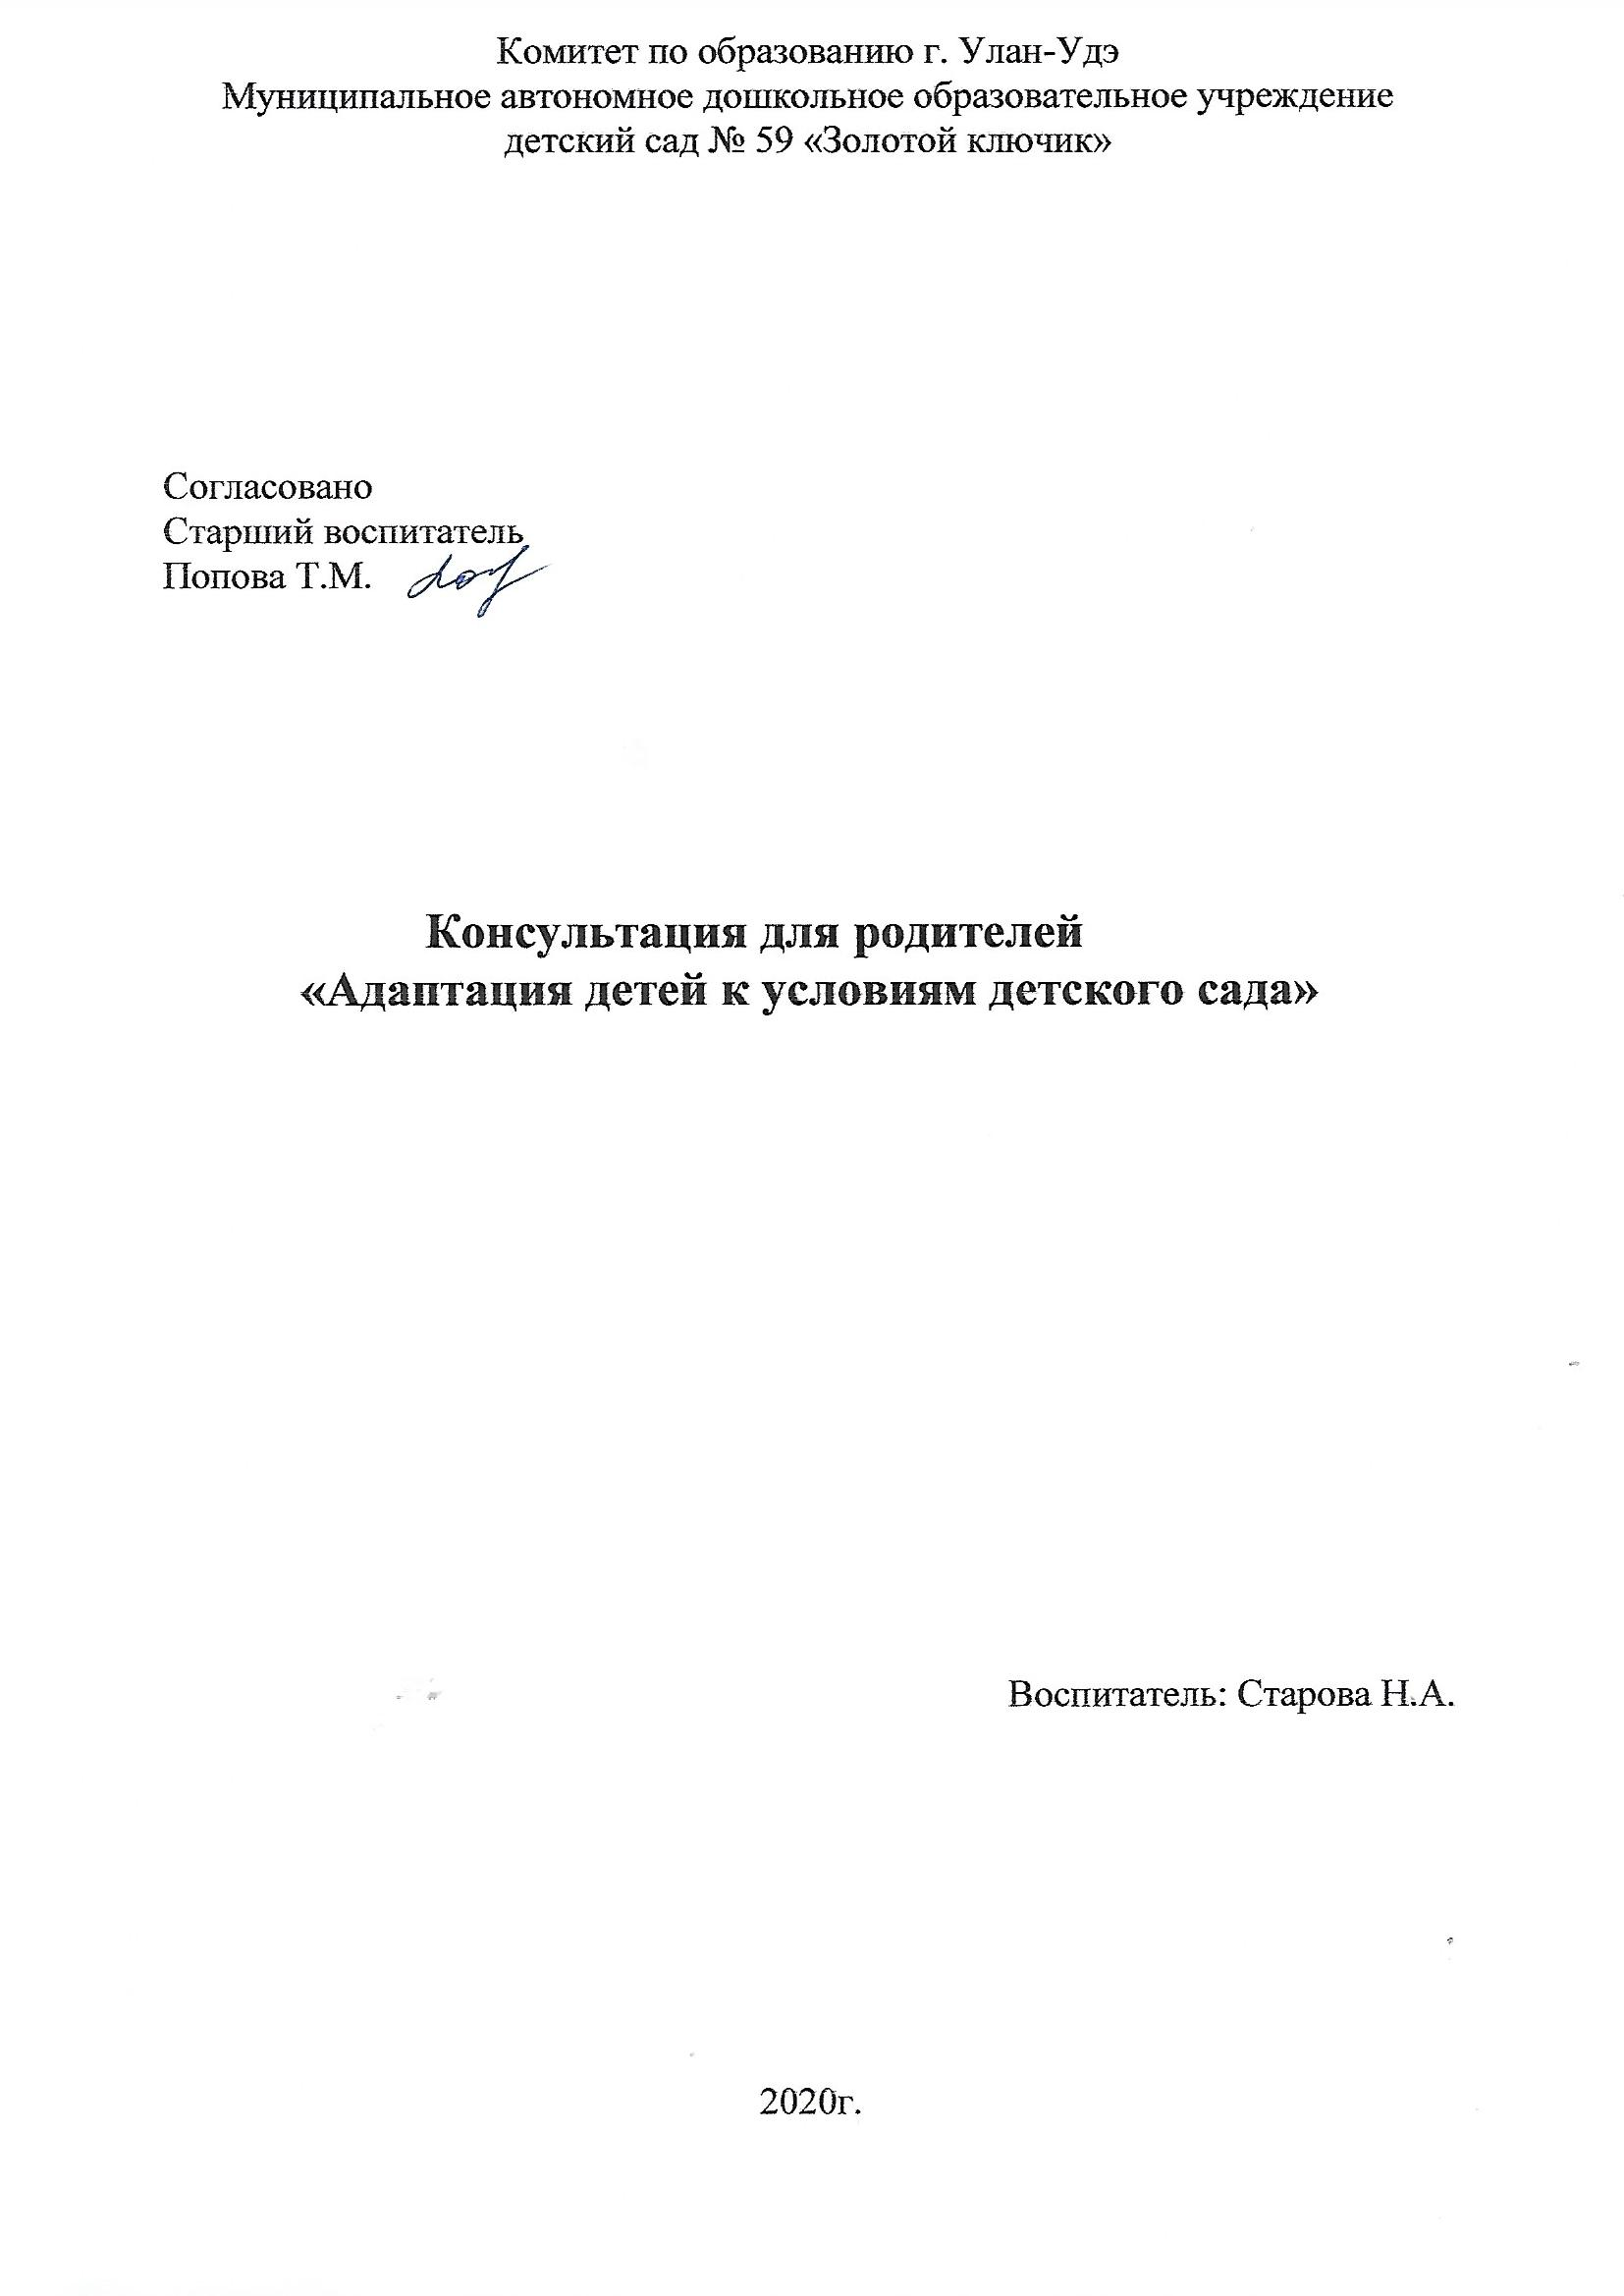 Комитет по образованию г. Улан-Удэ
Муниципальное автономное дошкольное образовательное учреждение
детский сад № 59 «Золотой ключик»
Согласовано
Старший воспитатель
Попова Т.М.
Консультация для родителей
«Адаптация детей к условиям детского сада»
Воспитатель: Старова Н.А.
2020г.